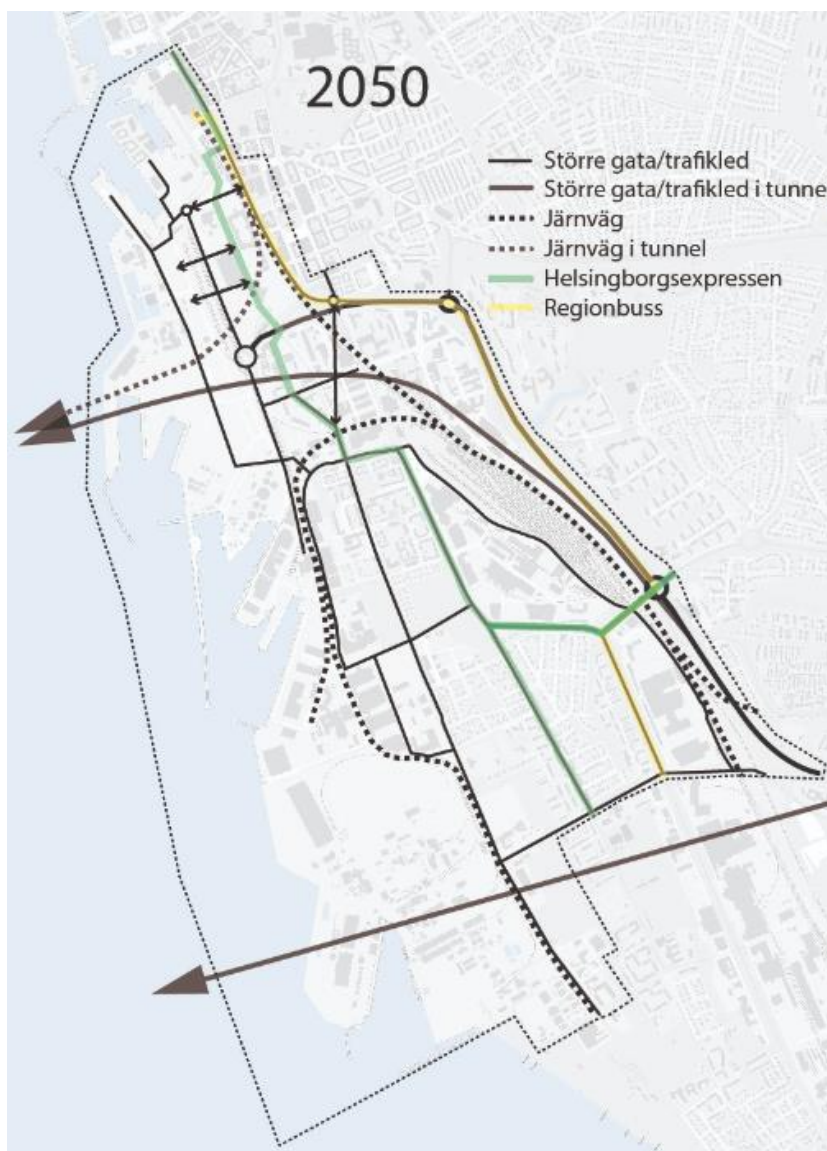 2050
Större gata/trafikled
Större gata/trafikled i tunne
Järnväg
Järnväg i tunnel
Helsingborgsexpressen
Regionbuss